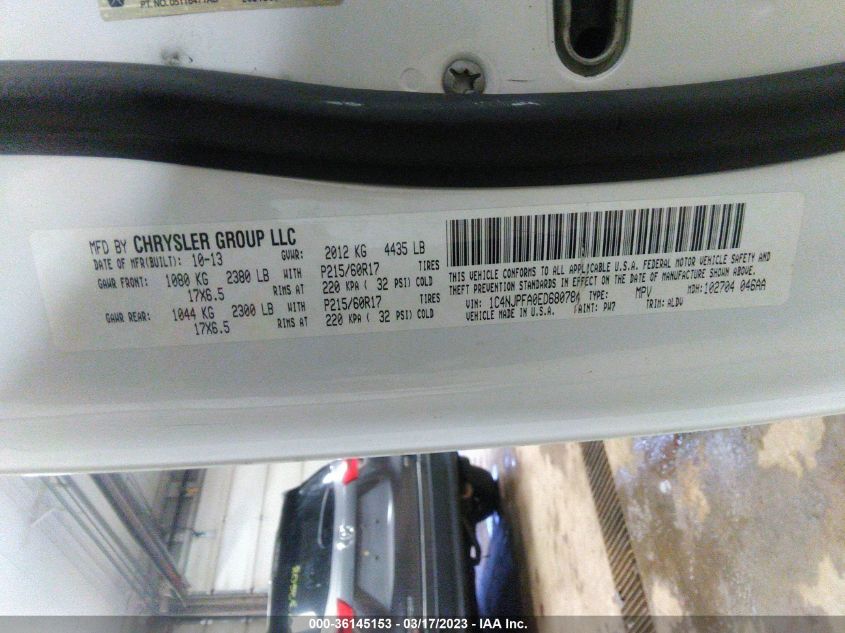 MFD BY CHRYSLER GROUP LLC
DATE OF MFR(BUILT): 10-13 GVWR: 2012 KG 4435 LB
GAWR FRONT: 1080 KG 2380 LB WITH P215/60R17 TIRES
17X6.5 RIMS AT 220 KPA ( 32 PSI) COLD
GAWR REAR: 1044 KG 2300 LB WITH P215/60R17 TIRES
17X6.5 RIMS AT 220 KPA ( 32 PSI) COLD
THIS VEHICLE CONFORMS TO ALL APPLICABLE U.S.A. FEDERAL MOTOR VEHICLE SAFETY AND
THEFT PREVENTION STANDARDS IN EFFECT ON THE DATE OF MANUFACTURE SHOWN ABOVE.
VIN: TYPE: MPV MDH: 102704 046AA
VEHICLE MADE IN U.S.A. PAINT: PW7 TRIM: ALDV
000-36145153 - 03/17/2023 - IAA, Inc.